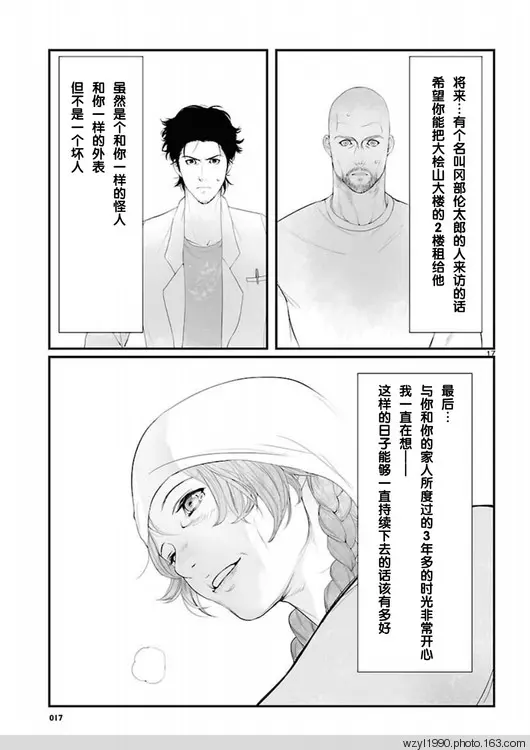 将来…有个名叫冈部伦太郎的人来访的话
希望你能把大桧山大楼的2楼租给他
虽然是个和你一样的怪人
和你一样的外表
但不是一个坏人
17
最后…
与你和你的家人所度过的3年多的时光非常开心
我一直在想——
这样的日子能够一直持续下去的话该有多好
017
wzyl1990.photo.163.com